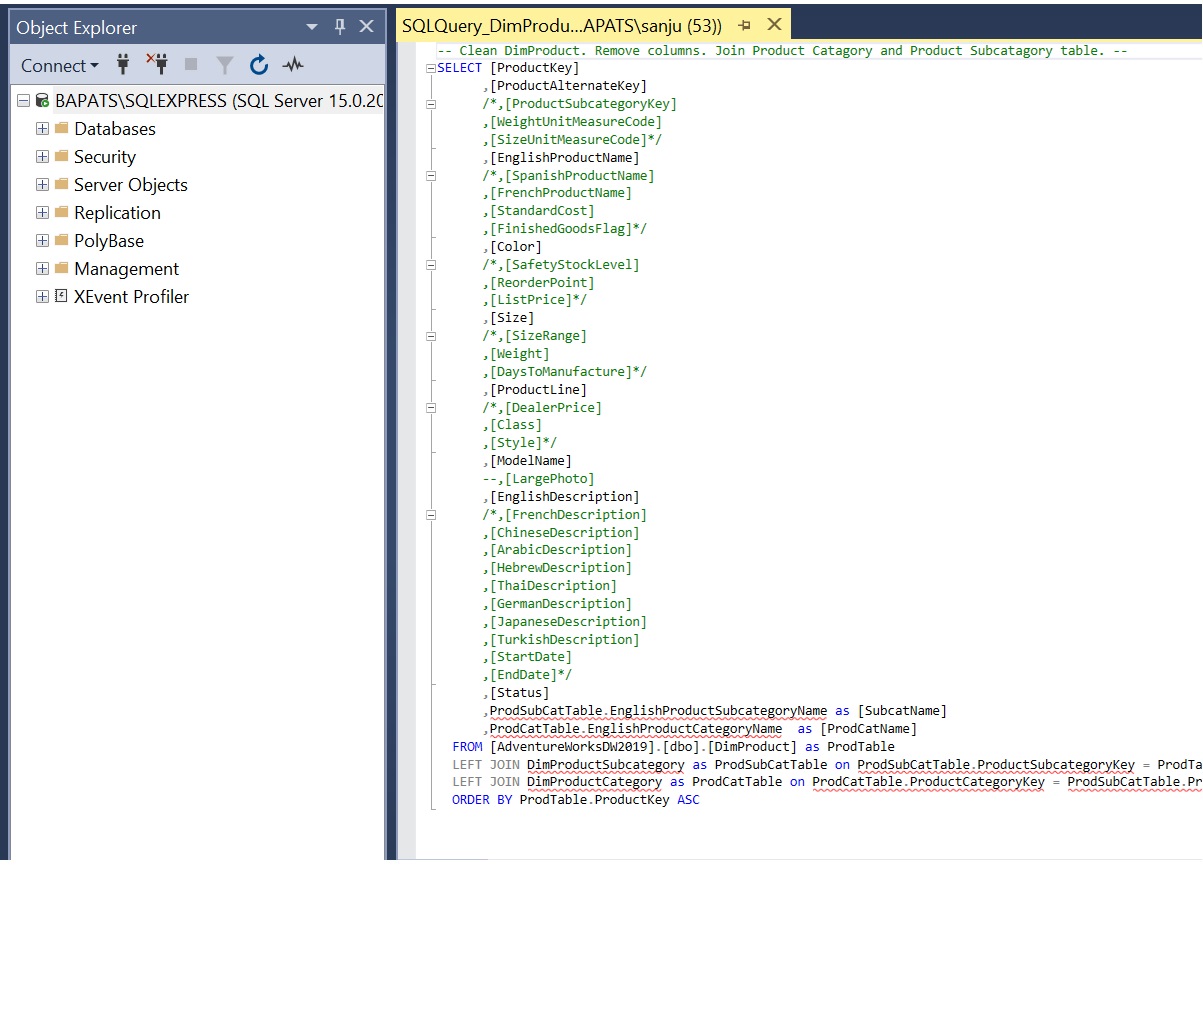 Object Explorer
Connect
BAPATS\SQLEXPRESS (SQL Server 15.0.20
Databases
Security
Server Objects
Replication
PolyBase
Management
XEvent Profiler
SQLQuery_DimProdu...APATS\sanju (53))
-- Clean DimProduct. Remove columns. Join Product Catagory and Product Subcatagory table. --
SELECT [ProductKey]
,[ProductAlternateKey]
/*,[ProductSubcategoryKey]
,[WeightUnitMeasureCode]
,[SizeUnitMeasureCode]*/
,[EnglishProductName]
/*,[SpanishProductName]
,[FrenchProductName]
,[StandardCost]
,[FinishedGoodsFlag]*/
,[Color]
/*,[SafetyStockLevel]
,[ReorderPoint]
,[ListPrice]*/
,[Size]
/*,[SizeRange]
,[Weight]
,[DaysToManufacture]*/
,[ProductLine]
/*,[DealerPrice]
,[Class]
,[Style]*/
,[ModelName]
--,[LargePhoto]
,[EnglishDescription]
/*,[FrenchDescription]
,[ChineseDescription]
,[ArabicDescription]
,[HebrewDescription]
,[ThaiDescription]
,[GermanDescription]
,[JapaneseDescription]
,[TurkishDescription]
,[StartDate]
,[EndDate]*/
,[Status]
,ProdSubCatTable.EnglishProductSubcategoryName as [SubcatName]
,ProdCatTable.EnglishProductCategoryName  as [ProdCatName]
FROM [AdventureWorksDW2019].[dbo].[DimProduct] as ProdTable
LEFT JOIN DimProductSubcategory as ProdSubCatTable on ProdSubCatTable.ProductSubcategoryKey = ProdTa
LEFT JOIN DimProductCategory as ProdCatTable on ProdCatTable.ProductCategoryKey = ProdSubCatTable.Pr
ORDER BY ProdTable.ProductKey ASC